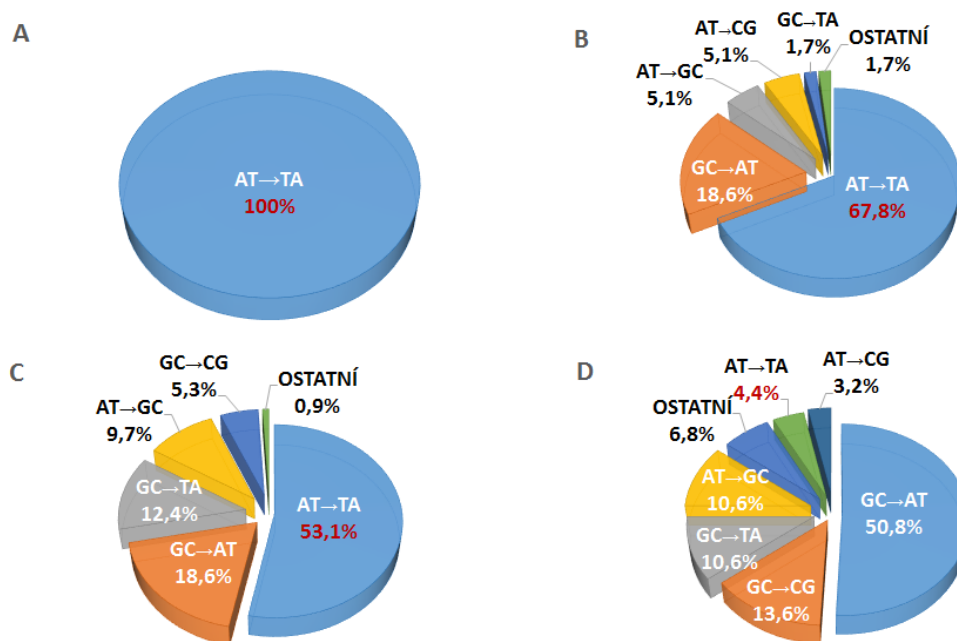 A
AT→TA
100%
B
AT→GC
5,1%
AT→CG
5,1%
GC→TA
1,7%
OSTATNÍ
1,7%
GC→AT
18,6%
AT→TA
67,8%
C
AT→GC
9,7%
GC→CG
5,3%
OSTATNÍ
0,9%
GC→TA
12,4%
GC→AT
18,6%
AT→TA
53,1%
D
OSTATNÍ
6,8%
AT→TA
4,4%
AT→CG
3,2%
AT→GC
10,6%
GC→TA
10,6%
GC→CG
13,6%
GC→AT
50,8%